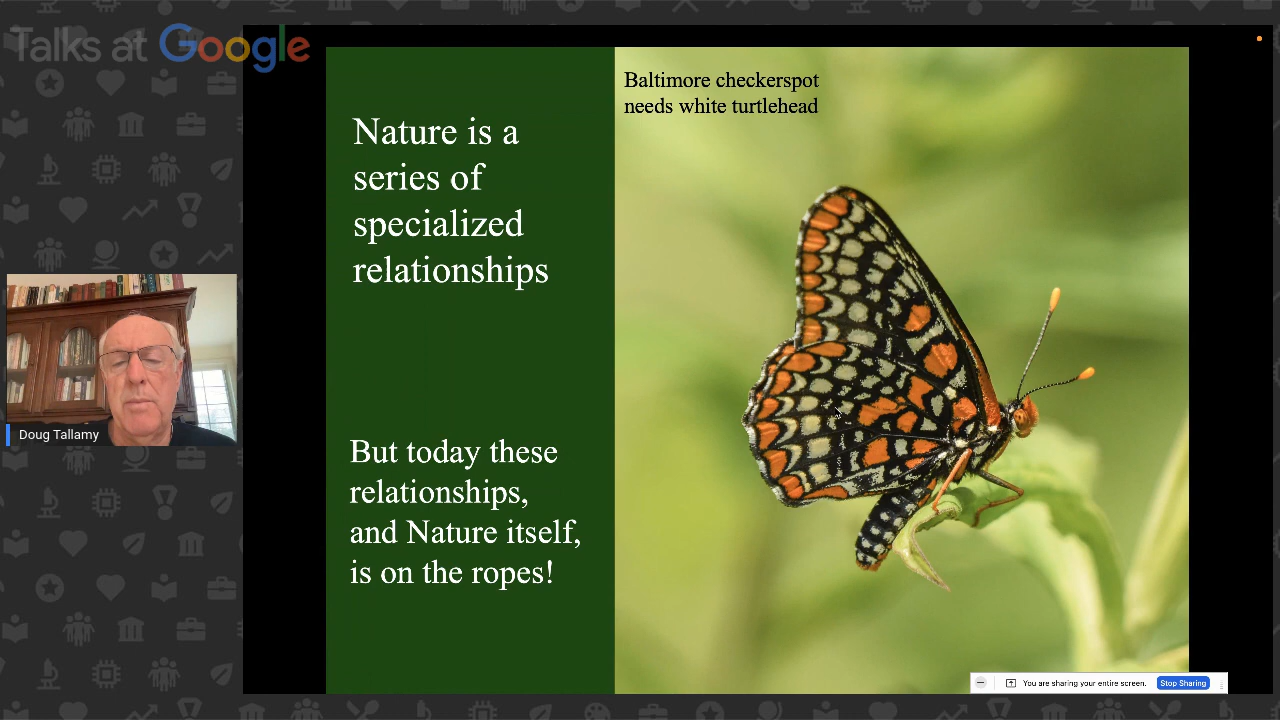 Talks at Google
Baltimore checkerspot
needs white turtlehead
Nature is a
series of
specialized
relationships
But today these
relationships,
and Nature itself,
is on the ropes!
Doug Tallamy
You are sharing your entire screen.
Stop Sharing